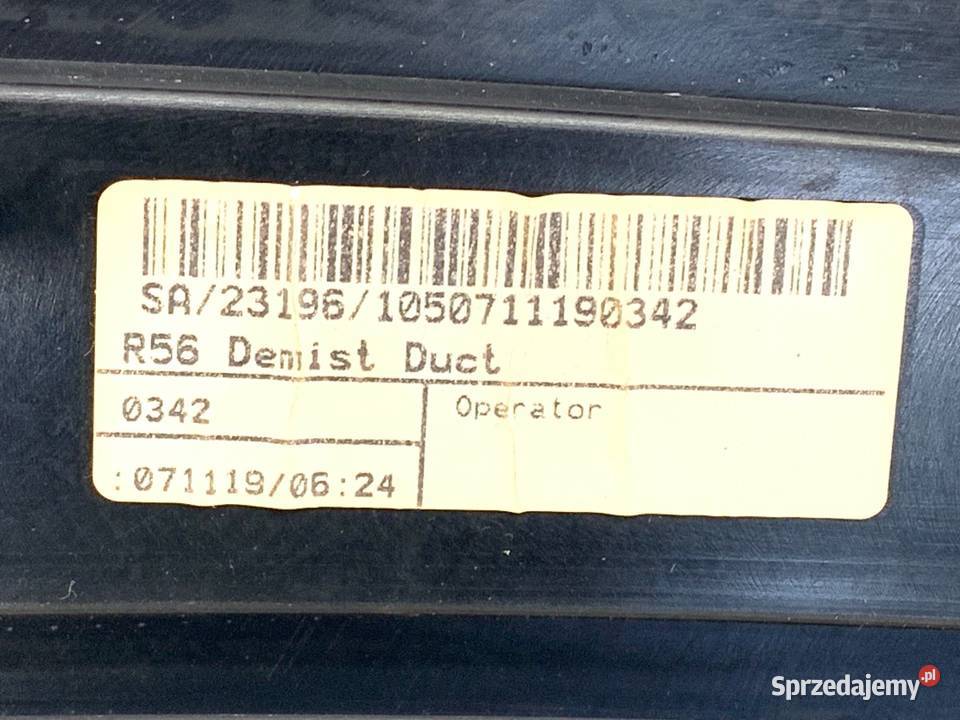 SA/23196/1050711190342
R56 Demist Duct
0342
Operator
:071119/06:24
Sprzedajemy.pl